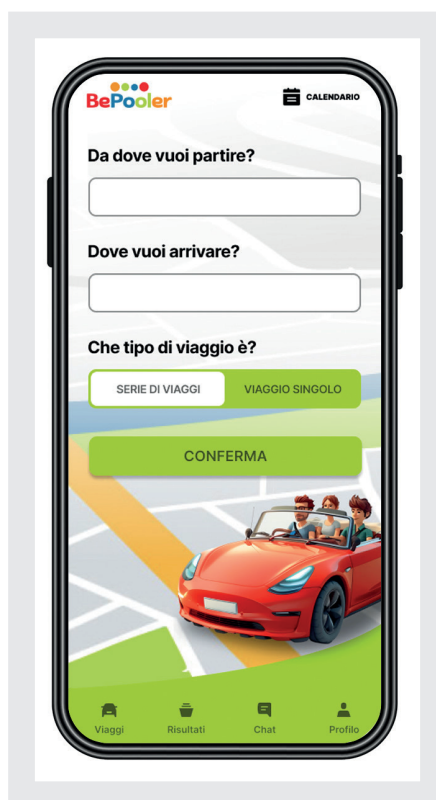 BePooler
CALENDARIO
Da dove vuoi partire?
Dove vuoi arrivare?
Che tipo di viaggio è?
SERIE DI VIAGGI VIAGGIO SINGOLO
CONFERMA
Viaggi Risultati Chat Profilo